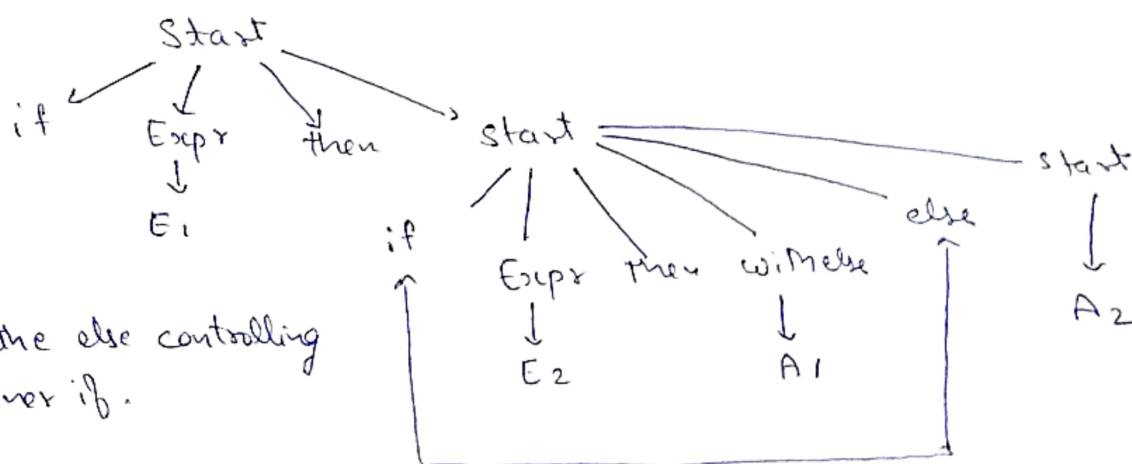 Start
if Expr then Start Start
E1 if Expr then withelse else A2
the else controlling E2 A1
if.